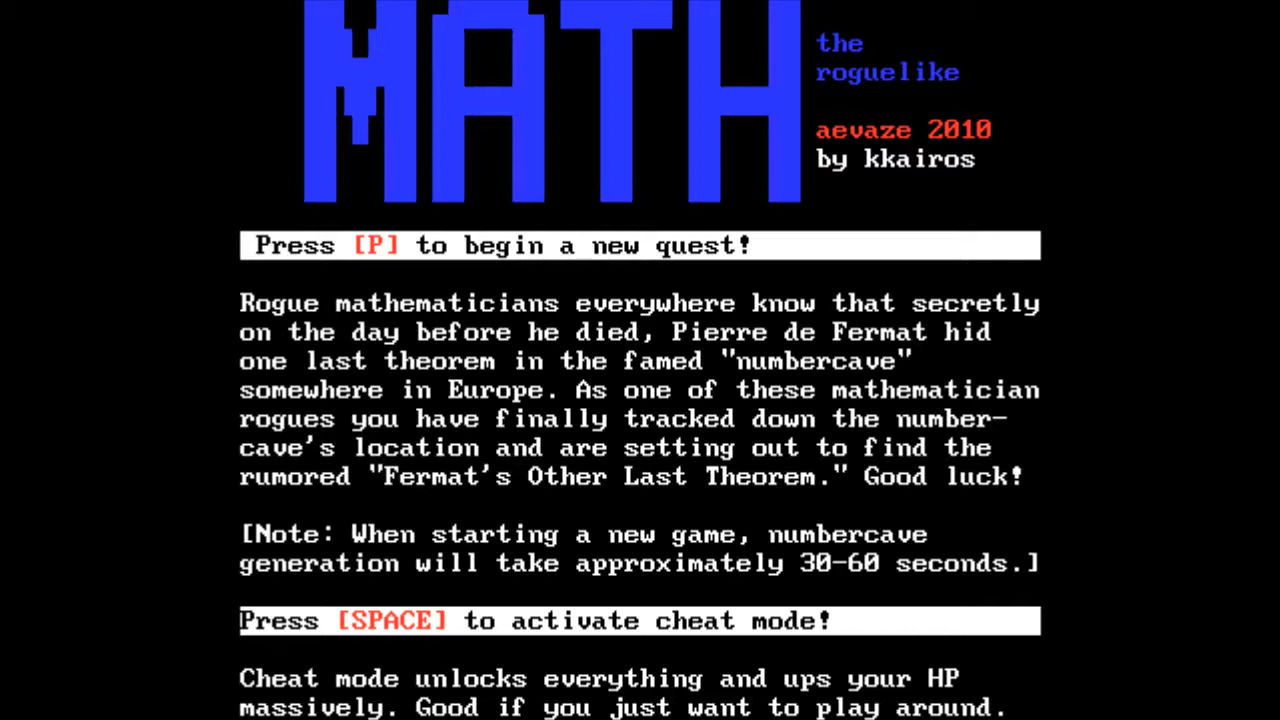 MATH
the
roguelike
aevaze 2010
by kkairos
Press [P] to begin a new quest!
Rogue mathematicians everywhere know that secretly
on the day before he died, Pierre de Fermat hid
one last theorem in the famed "numbercave"
somewhere in Europe. As one of these mathematician
rogues you have finally tracked down the number-
cave's location and are setting out to find the
rumored "Fermat's Other Last Theorem." Good luck!
[Note: When starting a new game, numbercave
generation will take approximately 30-60 seconds.]
Press [SPACE] to activate cheat mode!
Cheat mode unlocks everything and ups your HP
massively. Good if you just want to play around.